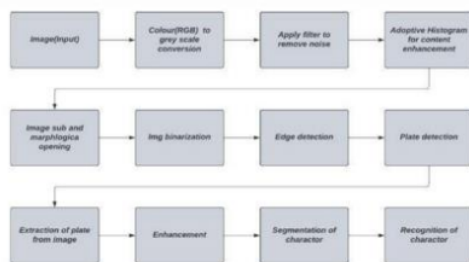 Image(Input)
Colour(RGB) to
grey scale
conversion
Apply filter to
remove noise
Adoptive Histogram
for content
enhancement
Image sub and
marphlogica
opening
Img binarization
Edge detection
Plate detection
Extraction of plate
from image
Enhancement
Segmentation of
charactor
Recognition of
charactor